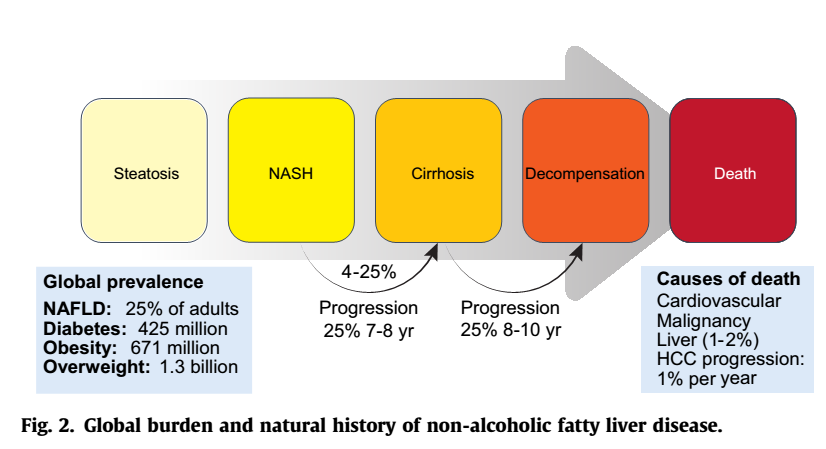 Steatosis
NASH
Cirrhosis
Decompensation
Death
4-25%
Progression
25% 7-8 yr
Progression
25% 8-10 yr
Global prevalence
NAFLD: 25% of adults
Diabetes: 425 million
Obesity: 671 million
Overweight: 1.3 billion
Causes of death
Cardiovascular
Malignancy
Liver (1-2%)
HCC progression:
1% per year
Fig. 2. Global burden and natural history of non-alcoholic fatty liver disease.